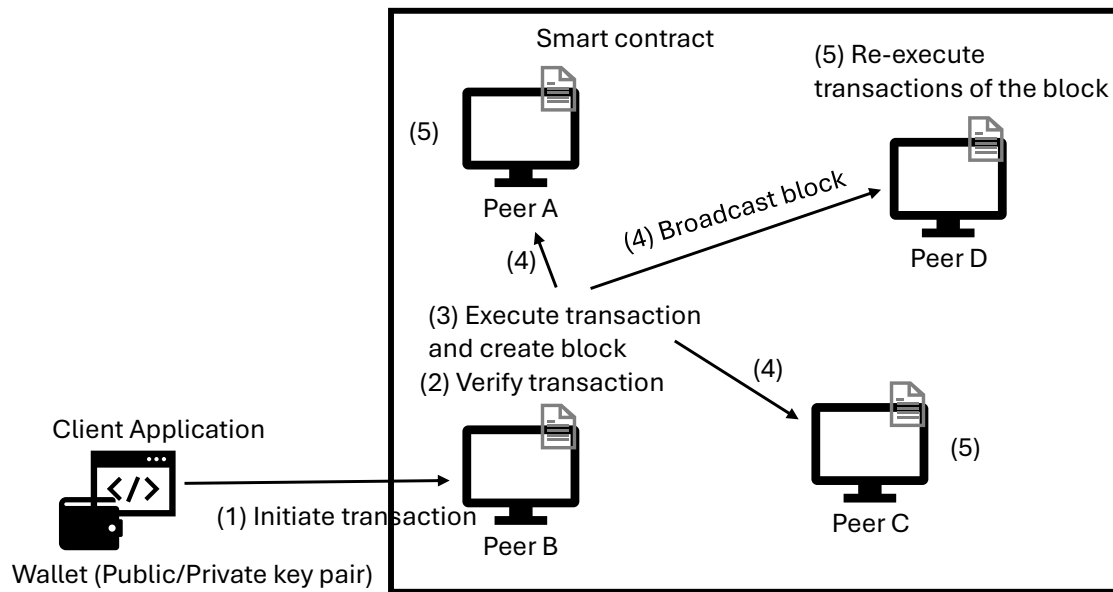 Smart contract
(5) Re-execute
transactions of the block
(5)
Peer A
(4) Broadcast block
Peer D
(4)
(3) Execute transaction
and create block
(2) Verify transaction
(4)
Client Application
(5)
</>
(1) Initiate transaction
Peer B
Peer C
Wallet (Public/Private key pair)